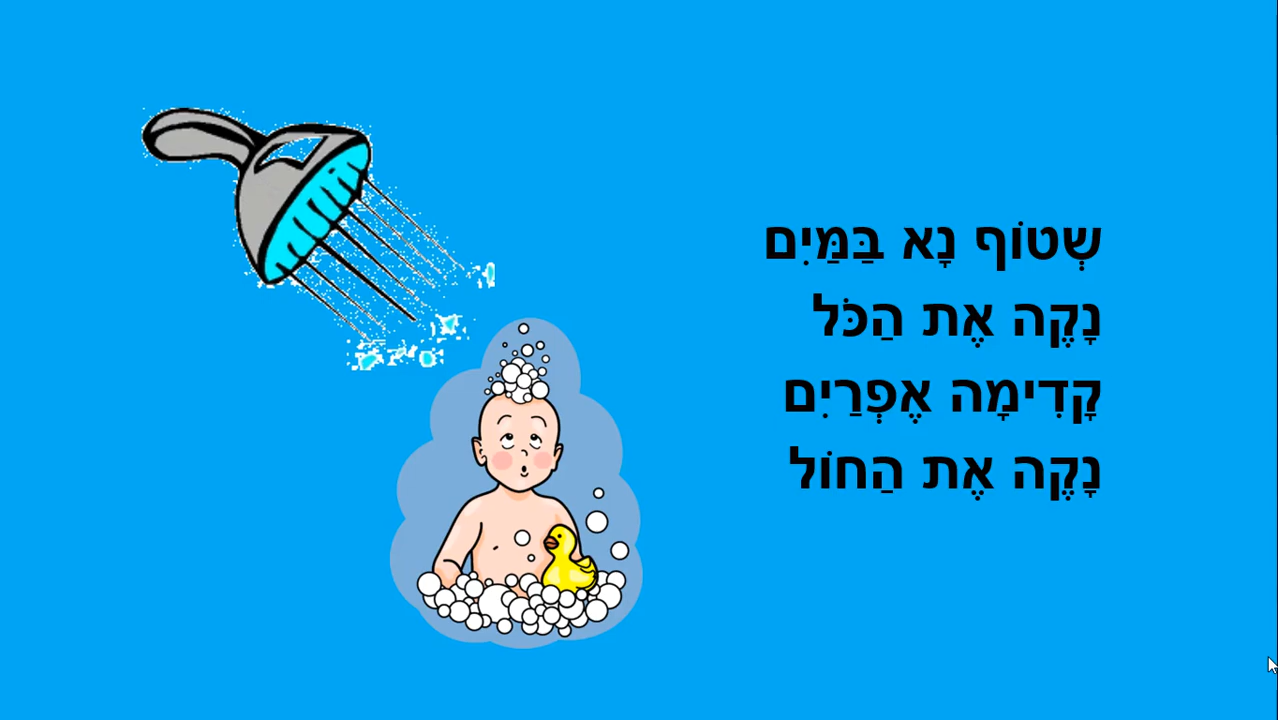 שְׁטוֹף נָא בַּמַּיִם
נָקֶה אֶת הַכֹּל
קָדִימָה אֶפְרַיִם
נָקֶה אֶת הַחוֹל